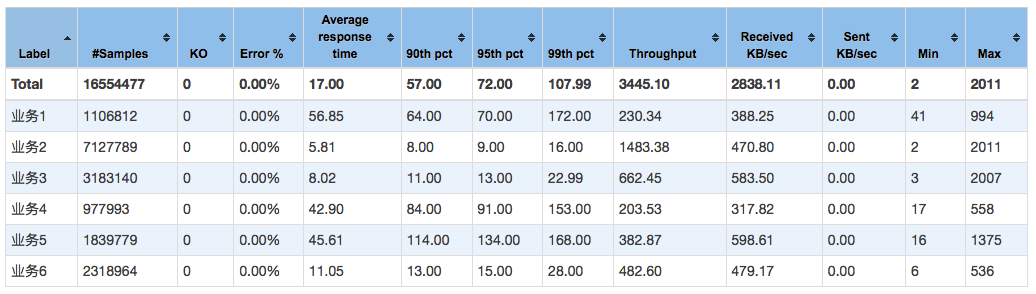 Label #Samples KO Error % Average response time 90th pct 95th pct 99th pct Throughput Received KB/sec Sent KB/sec Min Max
Total 16554477 0 0.00% 17.00 57.00 72.00 107.99 3445.10 2838.11 0.00 2 2011
业务1 1106812 0 0.00% 56.85 64.00 70.00 172.00 230.34 388.25 0.00 41 994
业务2 7127789 0 0.00% 5.81 8.00 9.00 16.00 1483.38 470.80 0.00 2 2011
业务3 3183140 0 0.00% 8.02 11.00 13.00 22.99 662.45 583.50 0.00 3 2007
业务4 977993 0 0.00% 42.90 84.00 91.00 153.00 203.53 317.82 0.00 17 558
业务5 1839779 0 0.00% 45.61 114.00 134.00 168.00 382.87 598.61 0.00 16 1375
业务6 2318964 0 0.00% 11.05 13.00 15.00 28.00 482.60 479.17 0.00 6 536